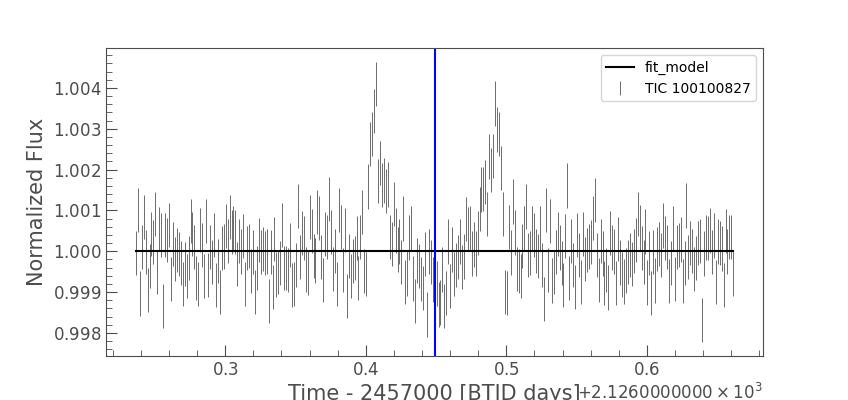 fit_model
TIC 100100827
Normalized Flux
1.004
1.003
1.002
1.001
1.000
0.999
0.998
0.3
0.4
0.5
0.6
Time - 2457000 [BTJD days]
+2.1260000000 × 10³